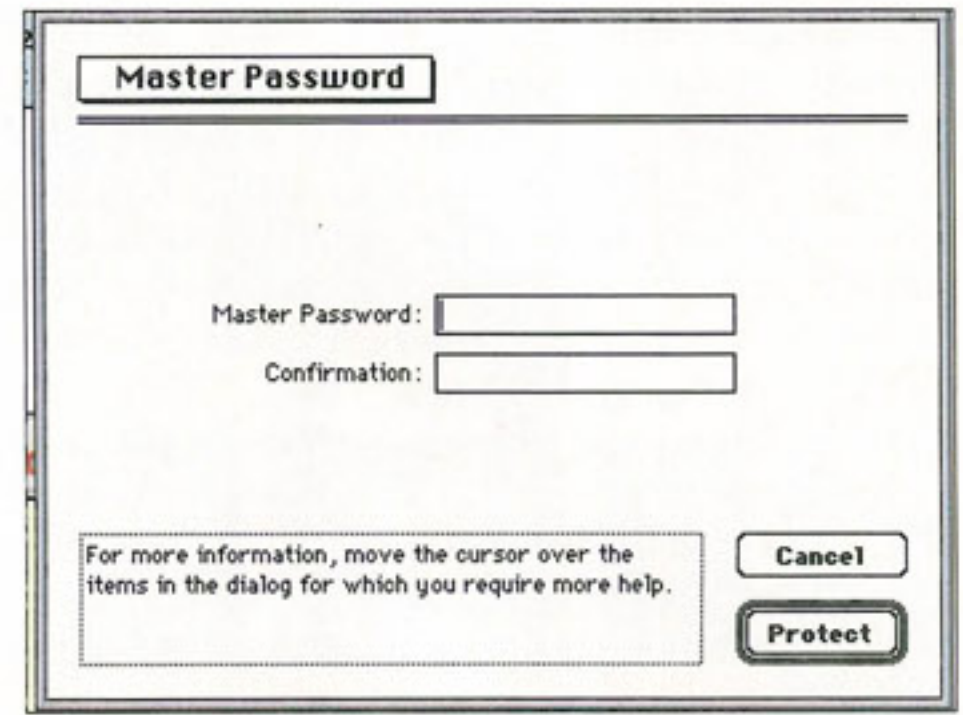 Master Password
Master Password:
Confirmation:
For more information, move the cursor over the
items in the dialog for which you require more help.
Cancel
Protect